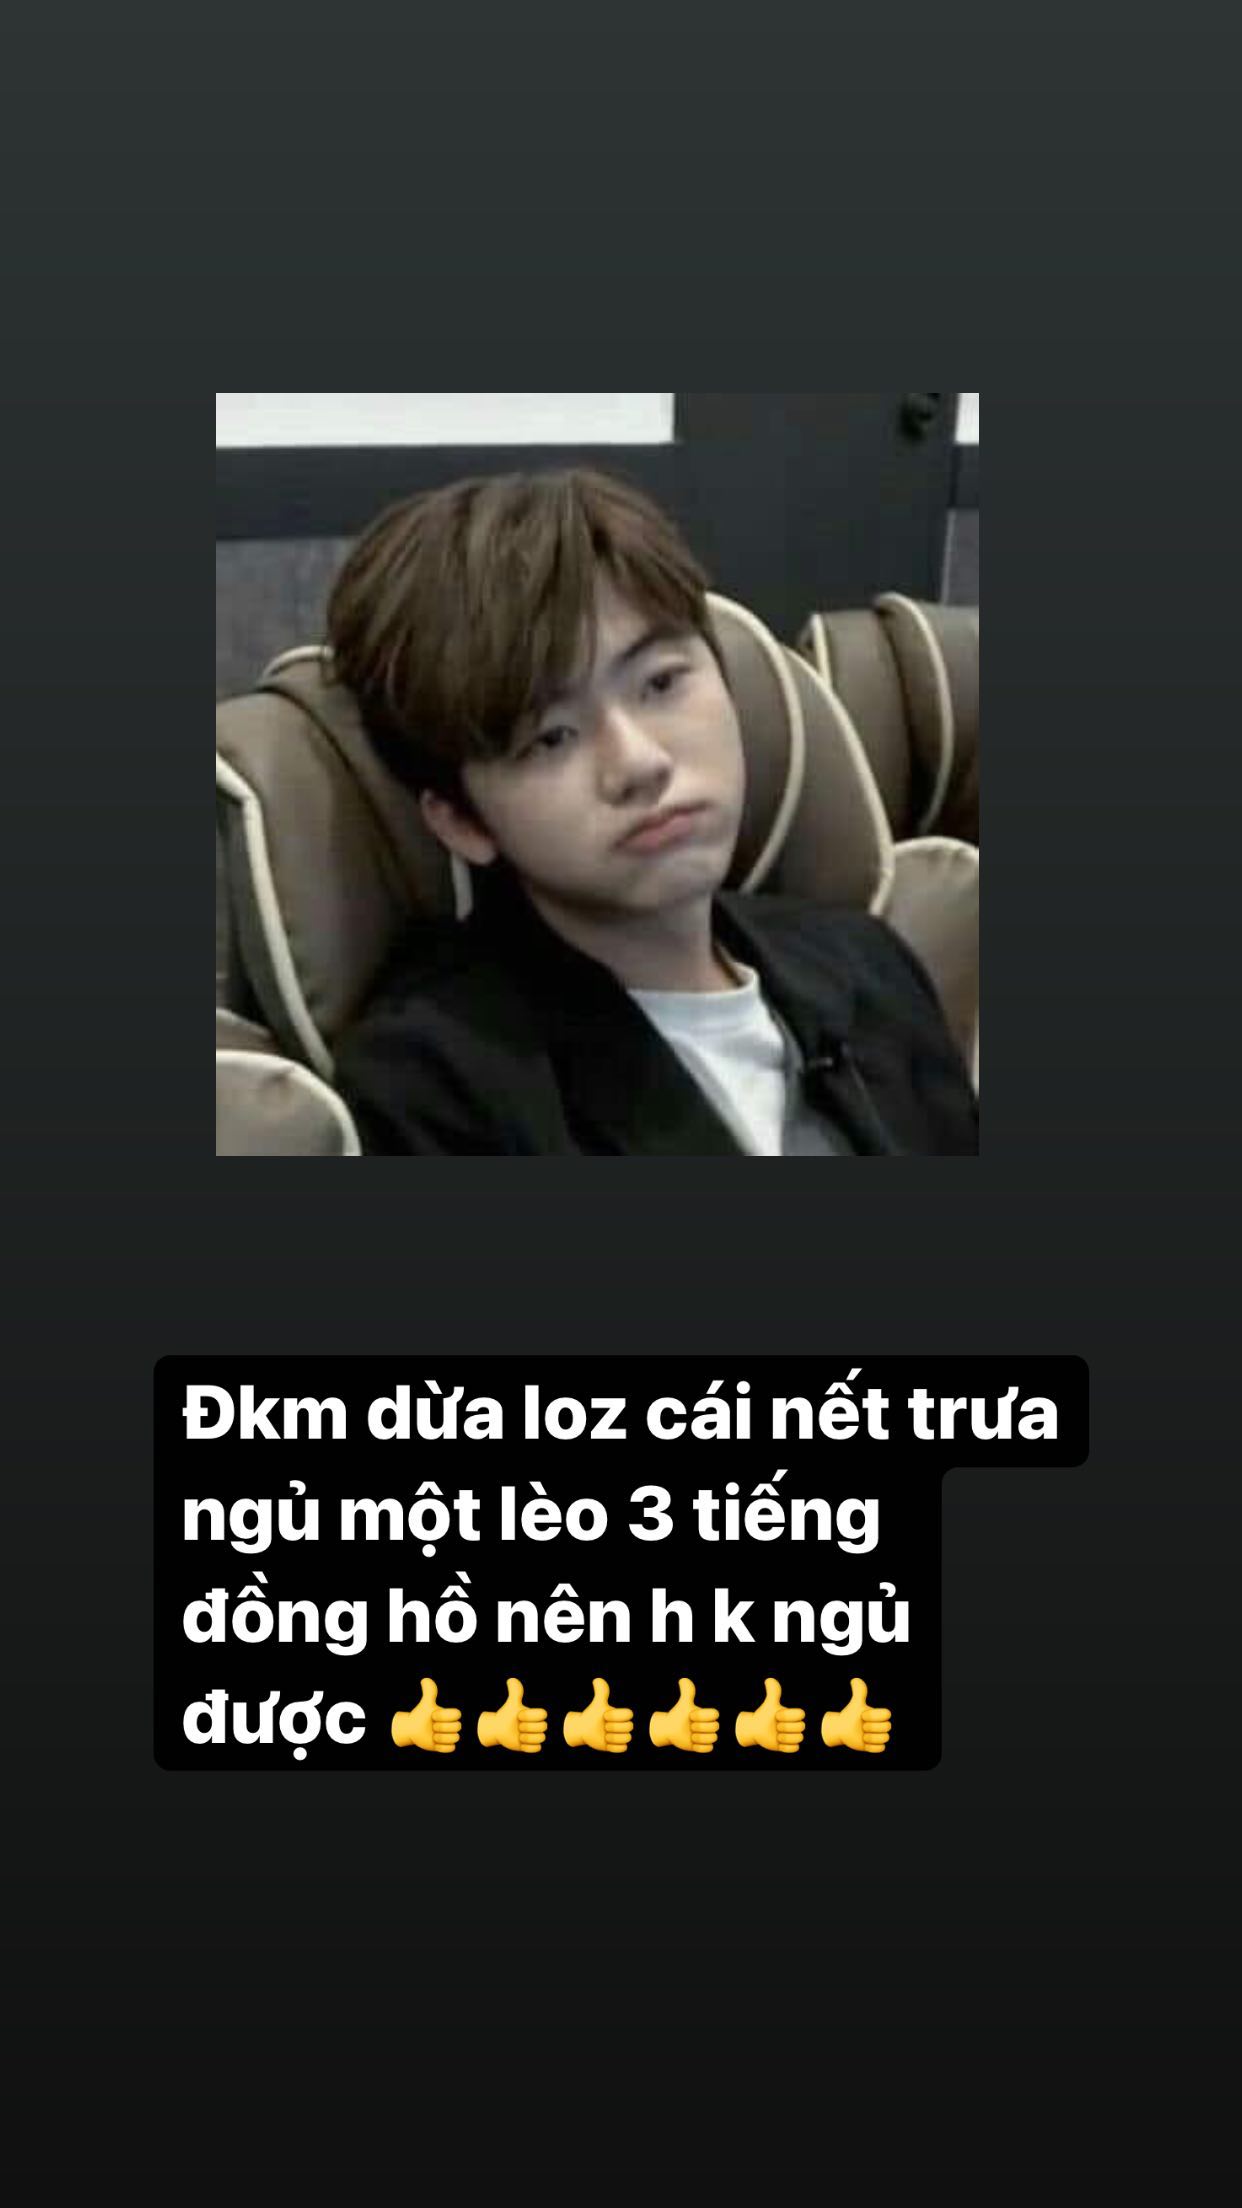 Đkm dừa loz cái nết trưa
ngủ một lèo 3 tiếng
đồng hồ nên h k ngủ
được 👍👍👍👍👍👍